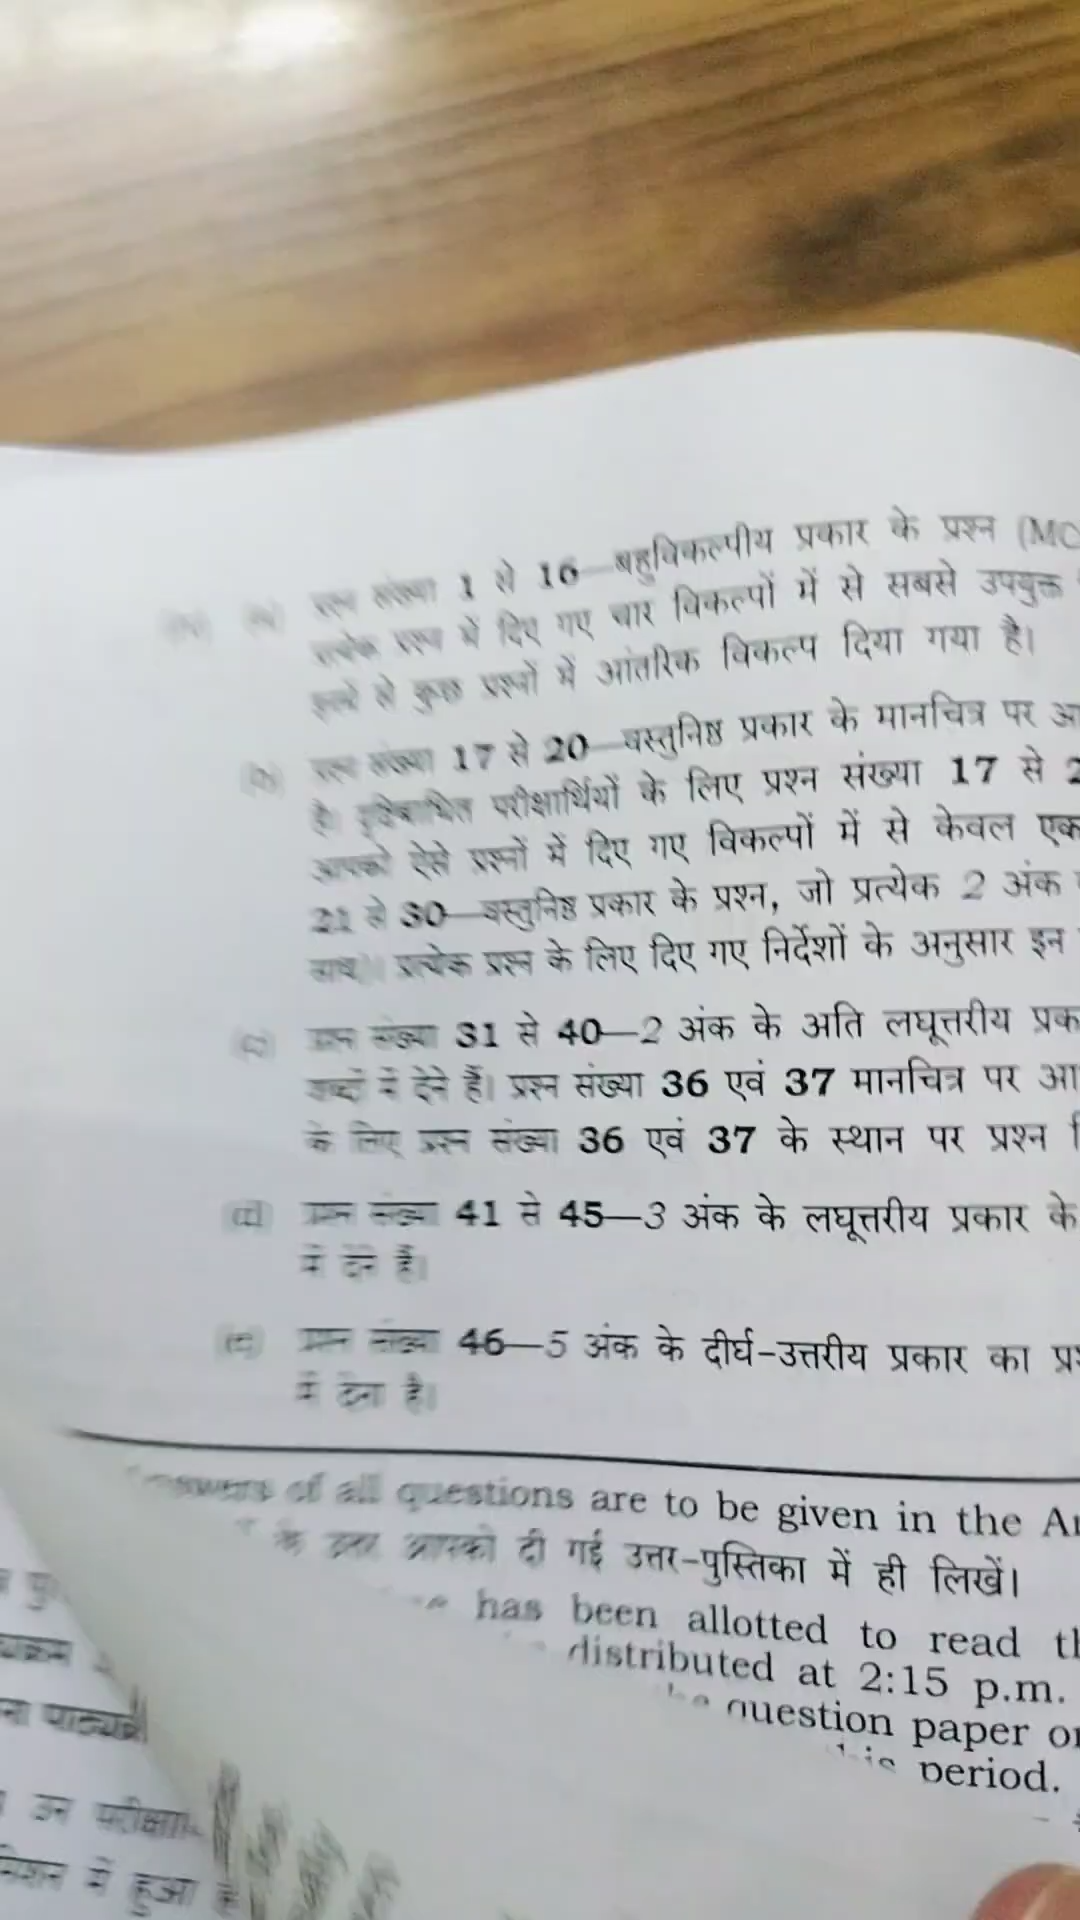 प्रश्न संख्या 1 से 16—बहुविकल्पीय प्रकार के प्रश्न (MC
प्रत्येक प्रश्न में दिए गए चार विकल्पों में से सबसे उपयुक्त
इनमें से कुछ प्रश्नों में आंतरिक विकल्प दिया गया है।
(b) प्रश्न संख्या 17 से 20—वस्तुनिष्ठ प्रकार के मानचित्र पर आ
है। दृष्टिबाधित परीक्षार्थियों के लिए प्रश्न संख्या 17 से 2
आपको ऐसे प्रश्नों में दिए गए विकल्पों में से केवल एक
21 से 30—वस्तुनिष्ठ प्रकार के प्रश्न, जो प्रत्येक 2 अंक
प्रत्येक प्रश्न के लिए दिए गए निर्देशों के अनुसार इन
(c) प्रश्न संख्या 31 से 40—2 अंक के अति लघूत्तरीय प्रक
शब्दों में देने हैं। प्रश्न संख्या 36 एवं 37 मानचित्र पर आ
के लिए प्रश्न संख्या 36 एवं 37 के स्थान पर प्रश्न
(d) प्रश्न संख्या 41 से 45—3 अंक के लघूत्तरीय प्रकार के
में देने हैं।
(e) प्रश्न संख्या 46—5 अंक के दीर्घ-उत्तरीय प्रकार का प्र
में देना है।
of all questions are to be given in the A
के उत्तर आपको दी गई उत्तर-पुस्तिका में ही लिखें।
has been allotted to read th
distributed at 2:15 p.m.
question paper o
period.
उन
में हुआ